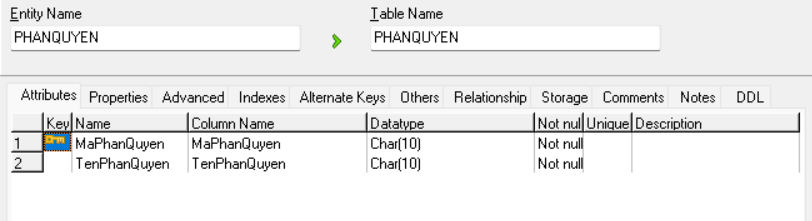 Entity Name Table Name
PHANQUYEN PHANQUYEN
Attributes Properties Advanced Indexes Alternate Keys Others Relationship Storage Comments Notes DDL
Key Name Column Name Datatype Not nul Unique Description
1 MaPhanQuyen MaPhanQuyen Char(10) Not null
2 TenPhanQuyen TenPhanQuyen Char(10) Not null